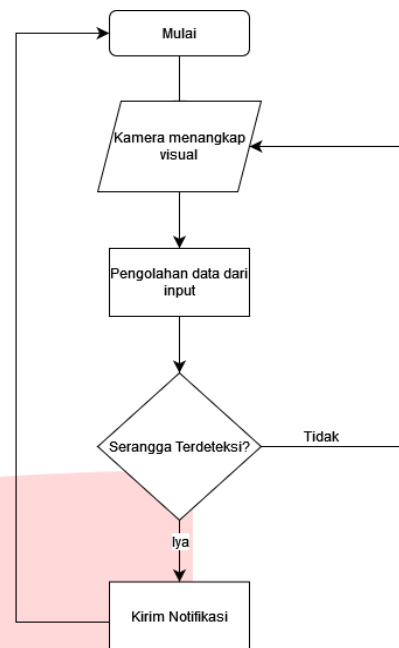 Mulai
Kamera menangkap
visual
Pengolahan data dari
input
Serangga Terdeteksi?
Tidak
Iya
Kirim Notifikasi